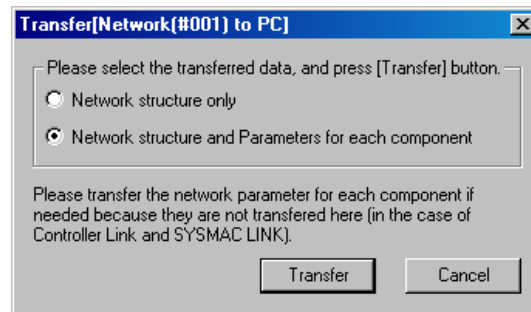 Transfer[Network(#001) to PC]
Please select the transferred data, and press [Transfer] button.
Network structure only
Network structure and Parameters for each component
Please transfer the network parameter for each component if
needed because they are not transfered here (in the case of
Controller Link and SYSMAC LINK).
Transfer
Cancel